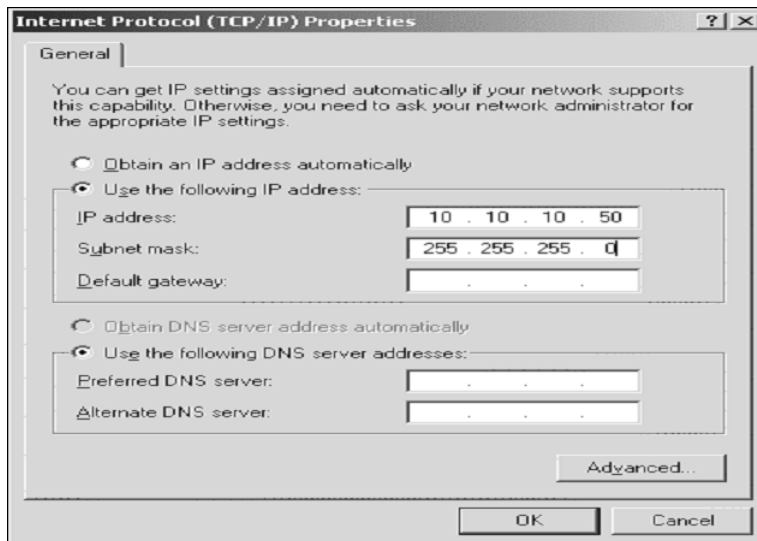 Internet Protocol (TCP/IP) Properties
General
You can get IP settings assigned automatically if your network supports
this capability. Otherwise, you need to ask your network administrator for
the appropriate IP settings.
Obtain an IP address automatically
Use the following IP address:
IP address: 10 . 10 . 10 . 50
Subnet mask: 255 . 255 . 255 . 0
Default gateway: . . .
Obtain DNS server address automatically
Use the following DNS server addresses:
Preferred DNS server: . . .
Alternate DNS server: . . .
Advanced...
OK Cancel